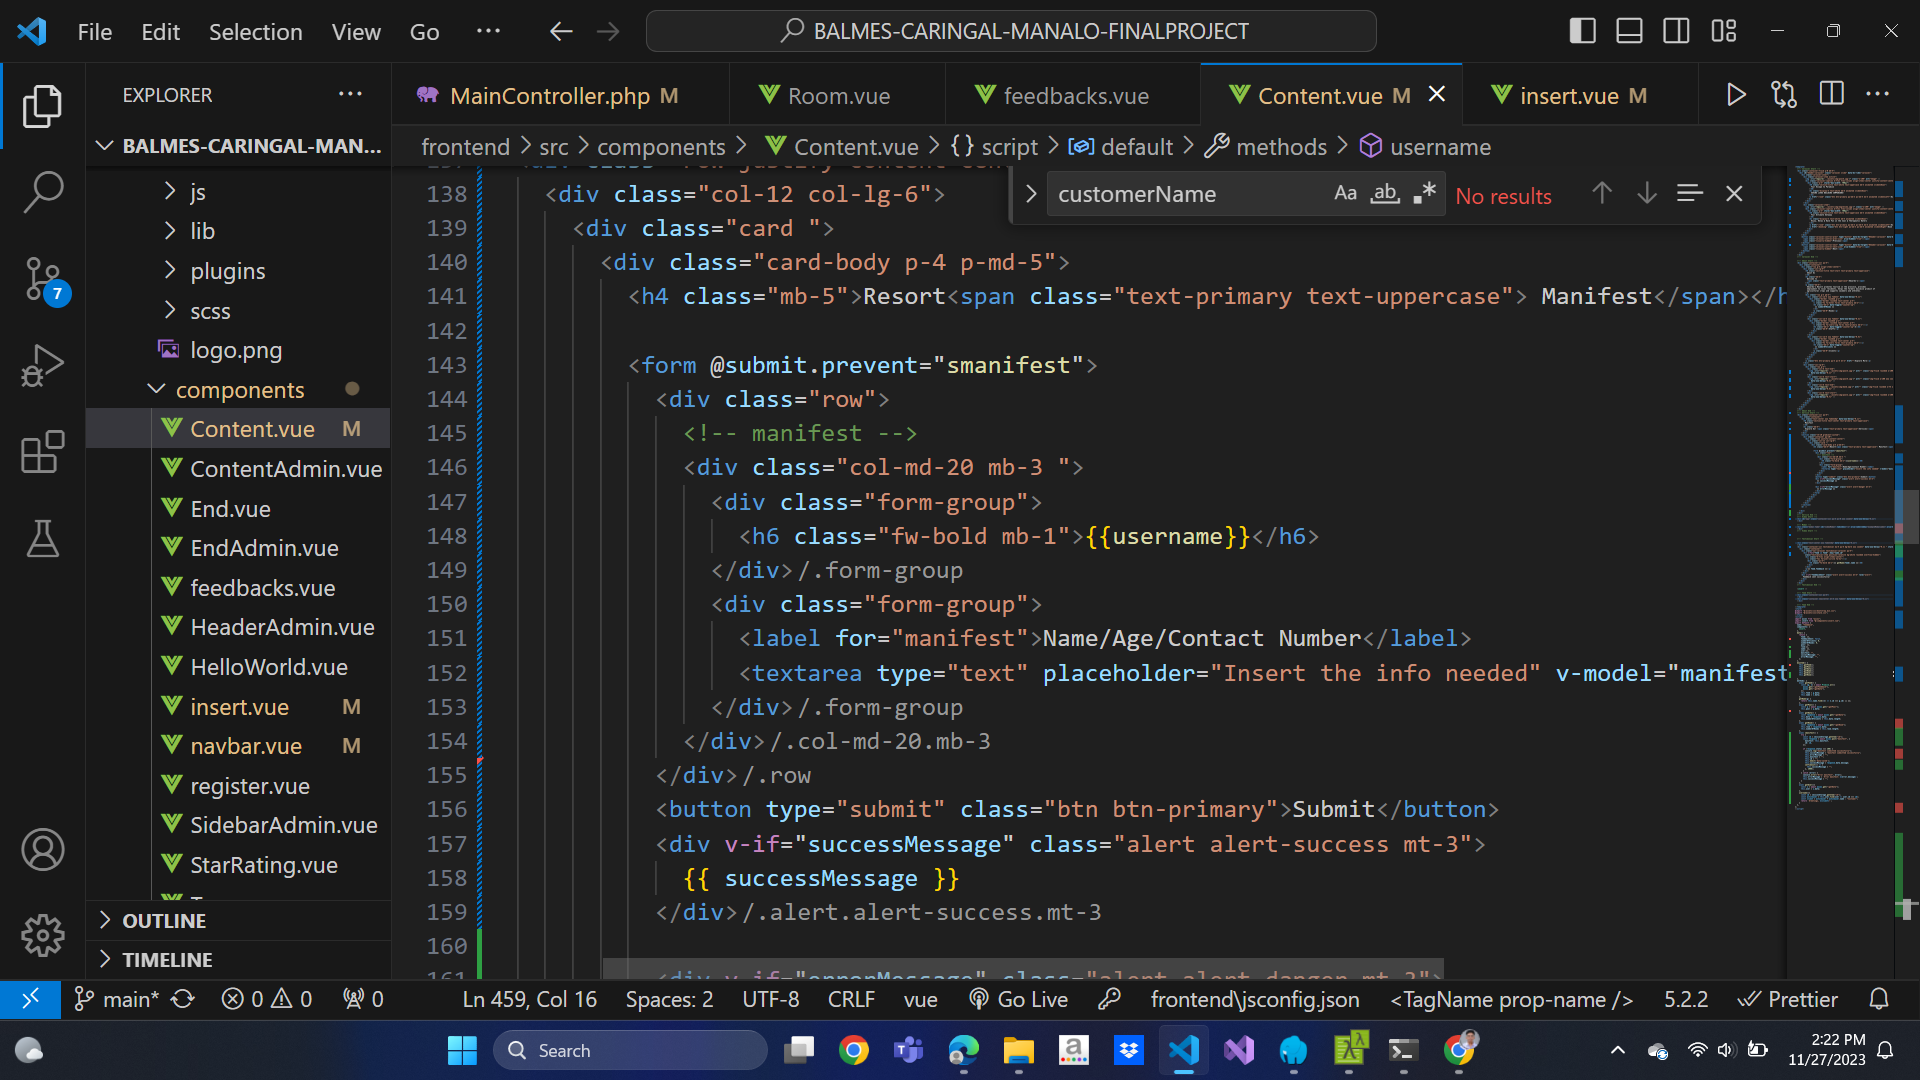 File Edit Selection View Go ···
BALMES-CARINGAL-MANALO-FINALPROJECT
EXPLORER
MainController.php M
Room.vue
feedbacks.vue
Content.vue M
insert.vue M
BALMES-CARINGAL-MAN...
frontend > src > components > Content.vue > {} script > default > methods > username
js
lib
plugins
scss
logo.png
components
Content.vue M
ContentAdmin.vue
End.vue
EndAdmin.vue
feedbacks.vue
HeaderAdmin.vue
HelloWorld.vue
insert.vue M
navbar.vue M
register.vue
SidebarAdmin.vue
StarRating.vue
OUTLINE
TIMELINE
7
customerName
Aa ab .*
No results
138 <div class="col-12 col-lg-6">
139 <div class="card ">
140 <div class="card-body p-4 p-md-5">
141 <h4 class="mb-5">Resort<span class="text-primary text-uppercase"> Manifest</span></h
142
143 <form @submit.prevent="smanifest">
144 <div class="row">
145 <!-- manifest -->
146 <div class="col-md-20 mb-3 ">
147 <div class="form-group">
148 <h6 class="fw-bold mb-1">{{username}}</h6>
149 </div>/.form-group
150 <div class="form-group">
151 <label for="manifest">Name/Age/Contact Number</label>
152 <textarea type="text" placeholder="Insert the info needed" v-model="manifest
153 </div>/.form-group
154 </div>/.col-md-20.mb-3
155 </div>/.row
156 <button type="submit" class="btn btn-primary">Submit</button>
157 <div v-if="successMessage" class="alert alert-success mt-3">
158 {{ successMessage }}
159 </div>/.alert.alert-success.mt-3
160
161 <div v-if="errorMessage" class="alert alert-danger mt-3">
main* 0 0 0 Ln 459, Col 16 Spaces: 2 UTF-8 CRLF vue Go Live frontend\jsconfig.json <TagName prop-name /> 5.2.2 Prettier
Search
2:22 PM
11/27/2023